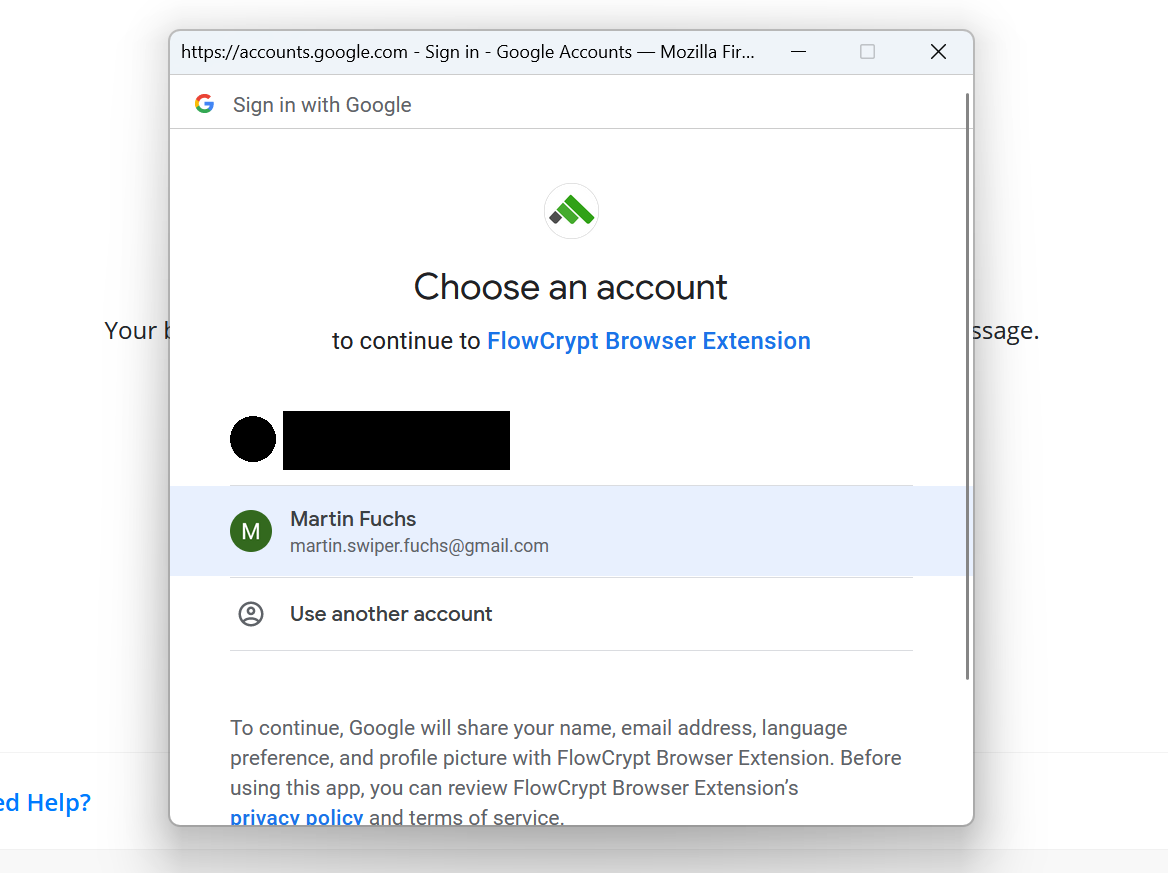 https://accounts.google.com - Sign in - Google Accounts — Mozilla Fir...
Sign in with Google
Choose an account
to continue to FlowCrypt Browser Extension
Your
ssage.
M Martin Fuchs
martin.swiper.fuchs@gmail.com
Use another account
To continue, Google will share your name, email address, language
preference, and profile picture with FlowCrypt Browser Extension. Before
using this app, you can review FlowCrypt Browser Extension’s
privacy policy and terms of service.
ed Help?